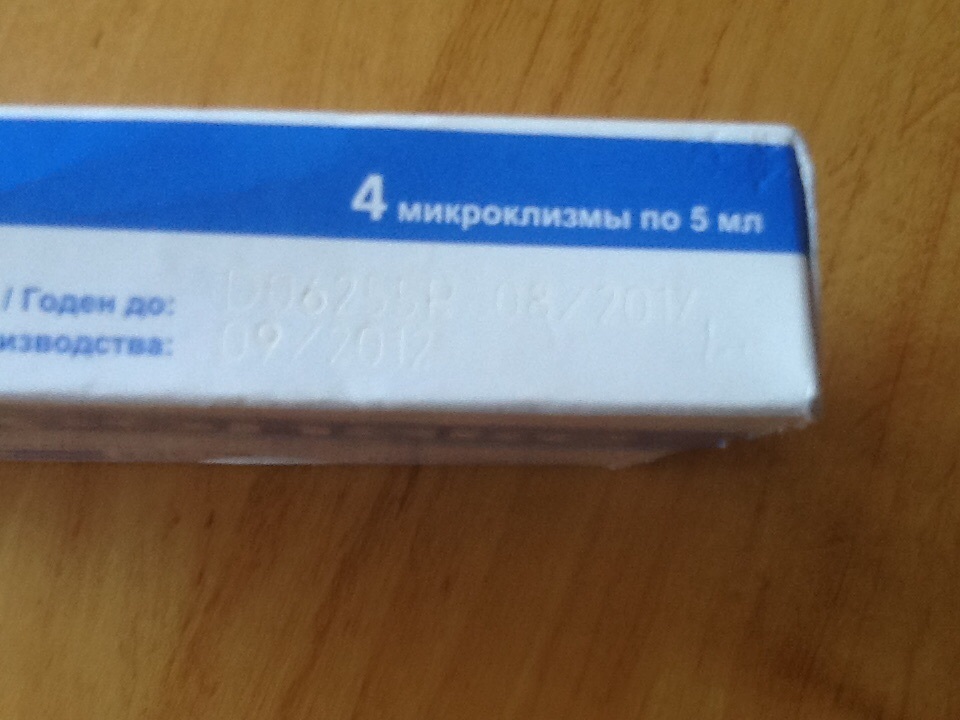 4 микроклизмы по 5 мл
/ Годен до:
изводства: 09/2012